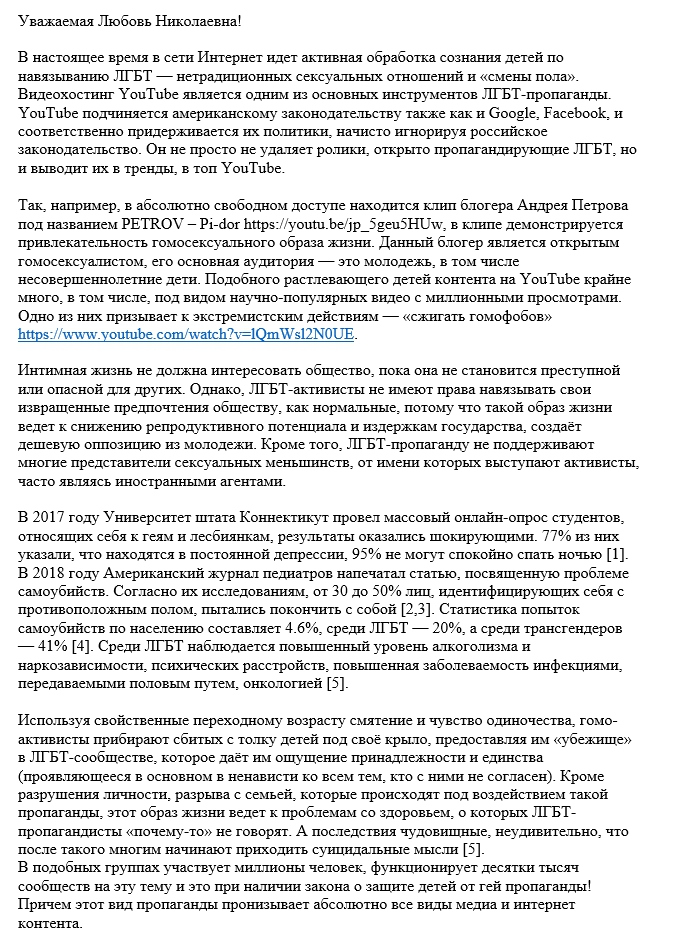 Уважаемая Любовь Николаевна!
В настоящее время в сети Интернет идет активная обработка сознания детей по
навязыванию ЛГБТ — нетрадиционных сексуальных отношений и «смены пола».
Видеохостинг YouTube является одним из основных инструментов ЛГБТ-пропаганды.
YouTube подчиняется американскому законодательству также как и Google, Facebook, и
соответственно придерживается их политики, начисто игнорируя российское
законодательство. Он не просто не удаляет ролики, открыто пропагандирующие ЛГБТ, но
и выводит их в тренды, в топ YouTube.
Так, например, в абсолютно свободном доступе находится клип блогера Андрея Петрова
под названием PETROV – Pi-dor https://youtu.be/jp_5geu5HUw, в клипе демонстрируется
привлекательность гомосексуального образа жизни. Данный блогер является открытым
гомосексуалистом, его основная аудитория — это молодежь, в том числе
несовершеннолетние дети. Подобного растлевающего детей контента на YouTube крайне
много, в том числе, под видом научно-популярных видео с миллионными просмотрами.
Одно из них призывает к экстремистским действиям — «сжигать гомофобов»
https://www.youtube.com/watch?v=lQmWsl2N0UE.
Интимная жизнь не должна интересовать общество, пока она не становится преступной
или опасной для других. Однако, ЛГБТ-активисты не имеют права навязывать свои
извращенные предпочтения обществу, как нормальные, потому что такой образ жизни
ведет к снижению репродуктивного потенциала и издержкам государства, создаёт
дешевую оппозицию из молодежи. Кроме того, ЛГБТ-пропаганду не поддерживают
многие представители сексуальных меньшинств, от имени которых выступают активисты,
часто являясь иностранными агентами.
В 2017 году Университет штата Коннектикут провел массовый онлайн-опрос студентов,
относящих себя к геям и лесбиянкам, результаты оказались шокирующими. 77% из них
указали, что находятся в постоянной депрессии, 95% не могут спокойно спать ночью [1].
В 2018 году Американский журнал педиатров напечатал статью, посвященную проблеме
самоубийств. Согласно их исследованиям, от 30 до 50% лиц, идентифицирующих себя с
противоположным полом, пытались покончить с собой [2,3]. Статистика попыток
самоубийств по населению составляет 4.6%, среди ЛГБТ — 20%, а среди трансгендеров
— 41% [4]. Среди ЛГБТ наблюдается повышенный уровень алкоголизма и
наркозависимости, психических расстройств, повышенная заболеваемость инфекциями,
передаваемыми половым путем, онкологией [5].
Используя свойственные переходному возрасту смятение и чувство одиночества, гомо-
активисты прибирают сбитых с толку детей под своё крыло, предоставляя им «убежище»
в ЛГБТ-сообществе, которое даёт им ощущение принадлежности и единства
(проявляющееся в основном в ненависти ко всем тем, кто с ними не согласен). Кроме
разрушения личности, разрыва с семьей, которые происходят под воздействием такой
пропаганды, этот образ жизни ведет к проблемам со здоровьем, о которых ЛГБТ-
пропагандисты «почему-то» не говорят. А последствия чудовищные, неудивительно, что
после такого многим начинают приходить суицидальные мысли [5].
В подобных группах участвует миллионы человек, функционирует десятки тысяч
сообществ на эту тему и это при наличии закона о защите детей от гей пропаганды!
Причем этот вид пропаганды пронизывает абсолютно все виды медиа и интернет
контента.